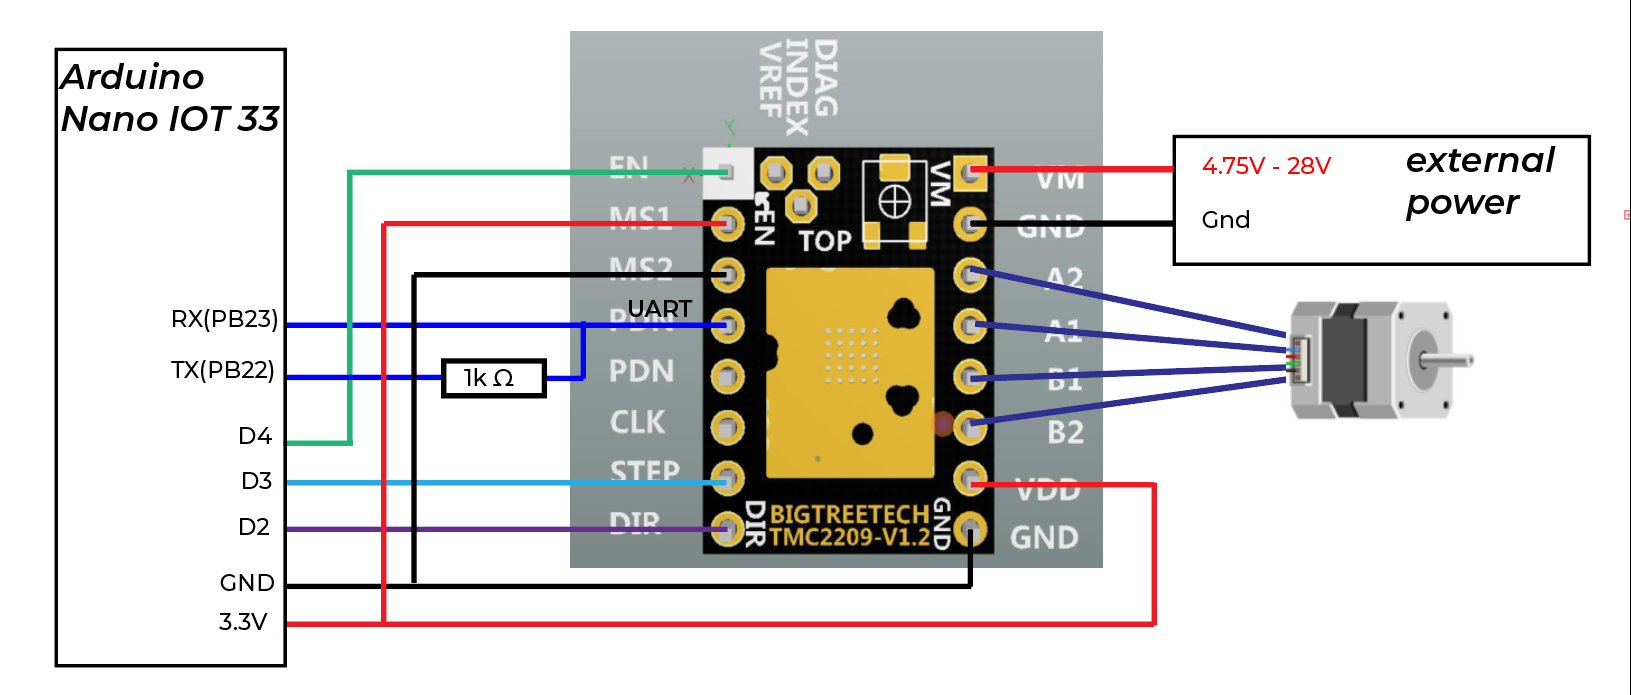 Arduino
Nano IOT 33
RX(PB23)
TX(PB22)
D4
D3
D2
GND
3.3V
1k Ω
DIAG
INDEX
VREF
Y
X
EN
MS1
MS2
UART
PDN
PDN
CLK
STEP
DIR
EN
TOP
VM
DIR
BIGTREETECH
TMC2209-V1.2
GND
VM
GND
A2
A1
B1
B2
VDD
GND
4.75V - 28V
Gnd
external
power